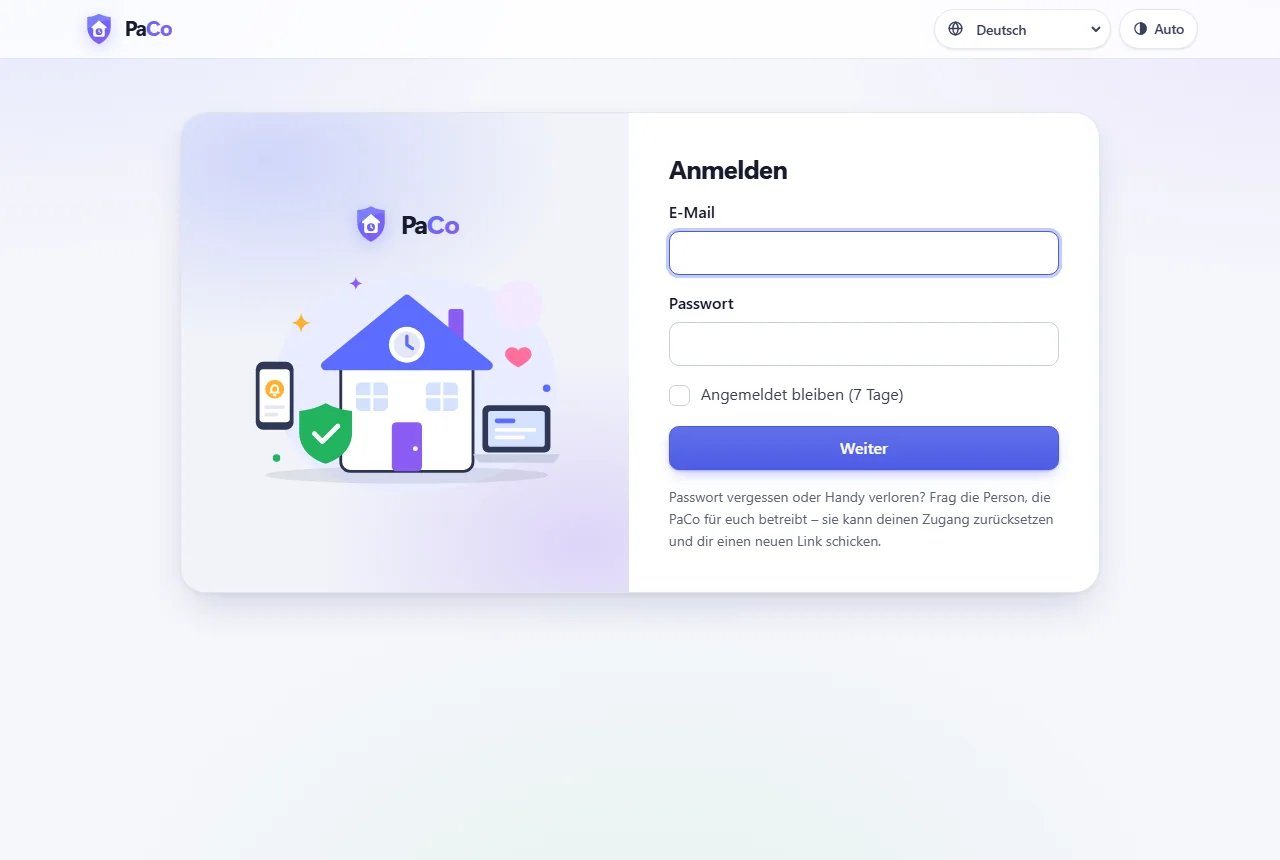 PaCo
Deutsch
Auto
PaCo
Anmelden
E-Mail
Passwort
Angemeldet bleiben (7 Tage)
Weiter
Passwort vergessen oder Handy verloren? Frag die Person, die
PaCo für euch betreibt – sie kann deinen Zugang zurücksetzen
und dir einen neuen Link schicken.